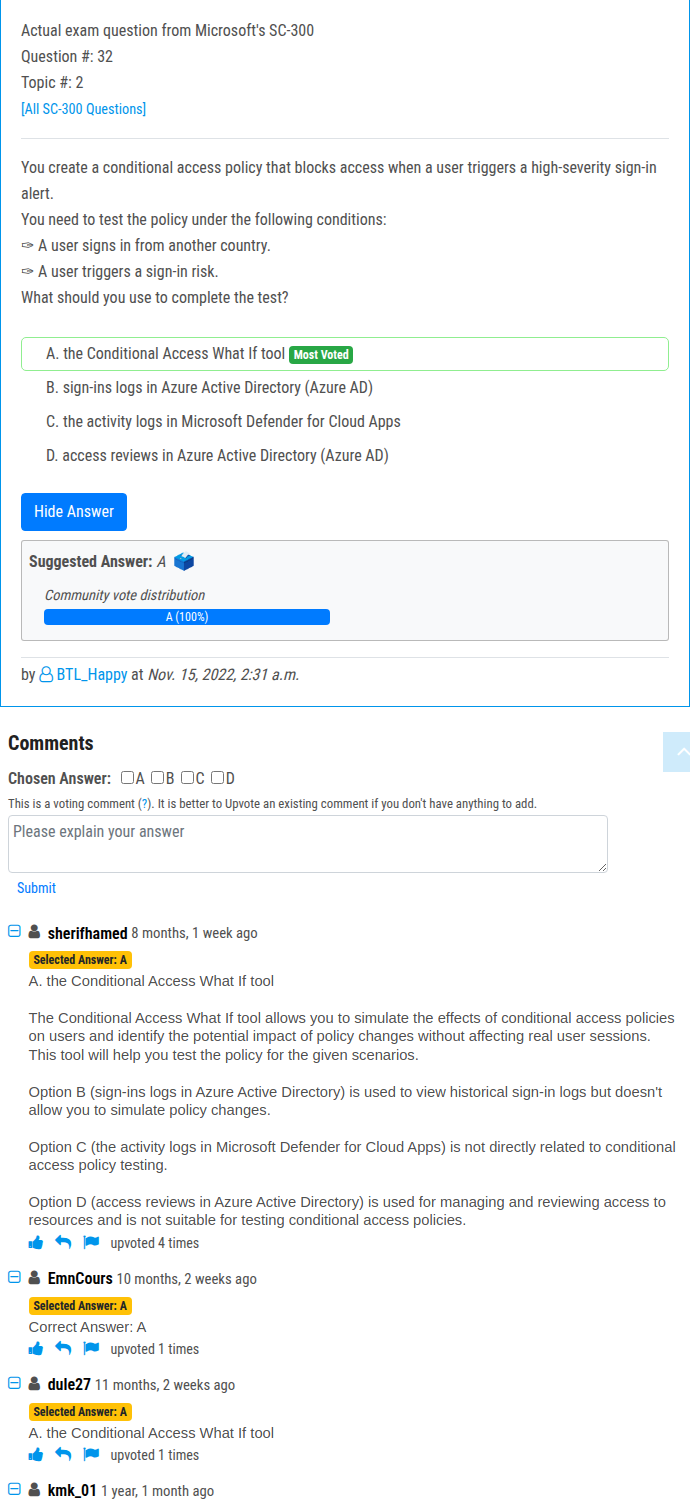 Actual exam question from Microsoft's SC-300
Question #: 32
Topic #: 2
[All SC-300 Questions]
You create a conditional access policy that blocks access when a user triggers a high-severity sign-in
alert.
You need to test the policy under the following conditions:
✑ A user signs in from another country.
✑ A user triggers a sign-in risk.
What should you use to complete the test?
A. the Conditional Access What If tool Most Voted
B. sign-ins logs in Azure Active Directory (Azure AD)
C. the activity logs in Microsoft Defender for Cloud Apps
D. access reviews in Azure Active Directory (Azure AD)
Hide Answer
Suggested Answer: A
Community vote distribution
A (100%)
by BTL_Happy at Nov. 15, 2022, 2:31 a.m.
Comments
Chosen Answer: A B C D
This is a voting comment (?). It is better to Upvote an existing comment if you don't have anything to add.
Please explain your answer
Submit
sherifhamed 8 months, 1 week ago
Selected Answer: A
A. the Conditional Access What If tool
The Conditional Access What If tool allows you to simulate the effects of conditional access policies
on users and identify the potential impact of policy changes without affecting real user sessions.
This tool will help you test the policy for the given scenarios.
Option B (sign-ins logs in Azure Active Directory) is used to view historical sign-in logs but doesn't
allow you to simulate policy changes.
Option C (the activity logs in Microsoft Defender for Cloud Apps) is not directly related to conditional
access policy testing.
Option D (access reviews in Azure Active Directory) is used for managing and reviewing access to
resources and is not suitable for testing conditional access policies.
upvoted 4 times
EmnCours 10 months, 2 weeks ago
Selected Answer: A
Correct Answer: A
upvoted 1 times
dule27 11 months, 2 weeks ago
Selected Answer: A
A. the Conditional Access What If tool
upvoted 1 times
kmk_01 1 year, 1 month ago